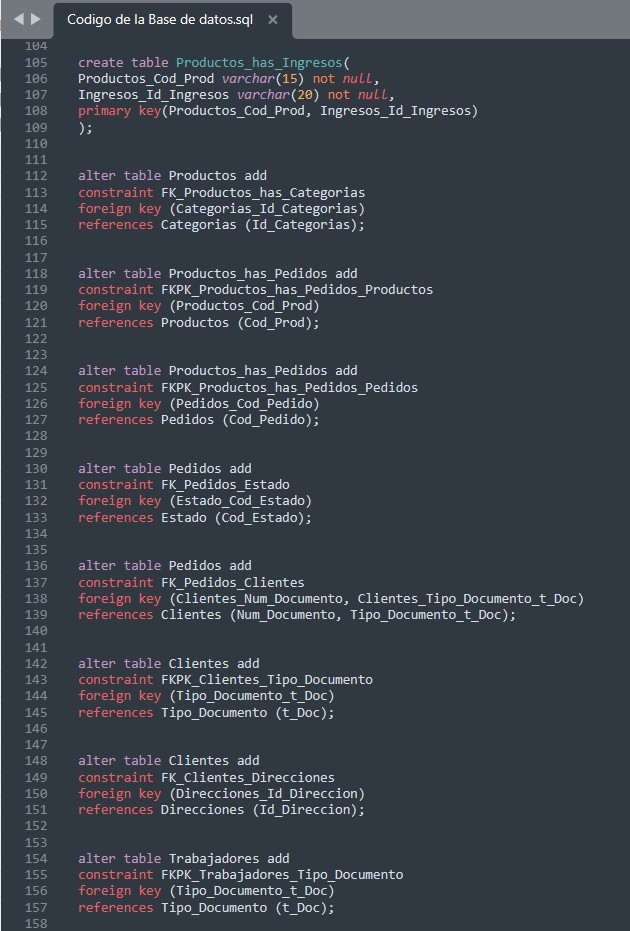 Codigo de la Base de datos.sql ×
104
105 create table Productos_has_Ingresos(
106 Productos_Cod_Prod varchar(15) not null,
107 Ingresos_Id_Ingresos varchar(20) not null,
108 primary key(Productos_Cod_Prod, Ingresos_Id_Ingresos)
109 );
110
111
112 alter table Productos add
113 constraint FK_Productos_has_Categorias
114 foreign key (Categorias_Id_Categorias)
115 references Categorias (Id_Categorias);
116
117
118 alter table Productos_has_Pedidos add
119 constraint FKPK_Productos_has_Pedidos_Productos
120 foreign key (Productos_Cod_Prod)
121 references Productos (Cod_Prod);
122
123
124 alter table Productos_has_Pedidos add
125 constraint FKPK_Productos_has_Pedidos_Pedidos
126 foreign key (Pedidos_Cod_Pedido)
127 references Pedidos (Cod_Pedido);
128
129
130 alter table Pedidos add
131 constraint FK_Pedidos_Estado
132 foreign key (Estado_Cod_Estado)
133 references Estado (Cod_Estado);
134
135
136 alter table Pedidos add
137 constraint FK_Pedidos_Clientes
138 foreign key (Clientes_Num_Documento, Clientes_Tipo_Documento_t_Doc)
139 references Clientes (Num_Documento, Tipo_Documento_t_Doc);
140
141
142 alter table Clientes add
143 constraint FKPK_Clientes_Tipo_Documento
144 foreign key (Tipo_Documento_t_Doc)
145 references Tipo_Documento (t_Doc);
146
147
148 alter table Clientes add
149 constraint FK_Clientes_Direcciones
150 foreign key (Direcciones_Id_Direccion)
151 references Direcciones (Id_Direccion);
152
153
154 alter table Trabajadores add
155 constraint FKPK_Trabajadores_Tipo_Documento
156 foreign key (Tipo_Documento_t_Doc)
157 references Tipo_Documento (t_Doc);
158